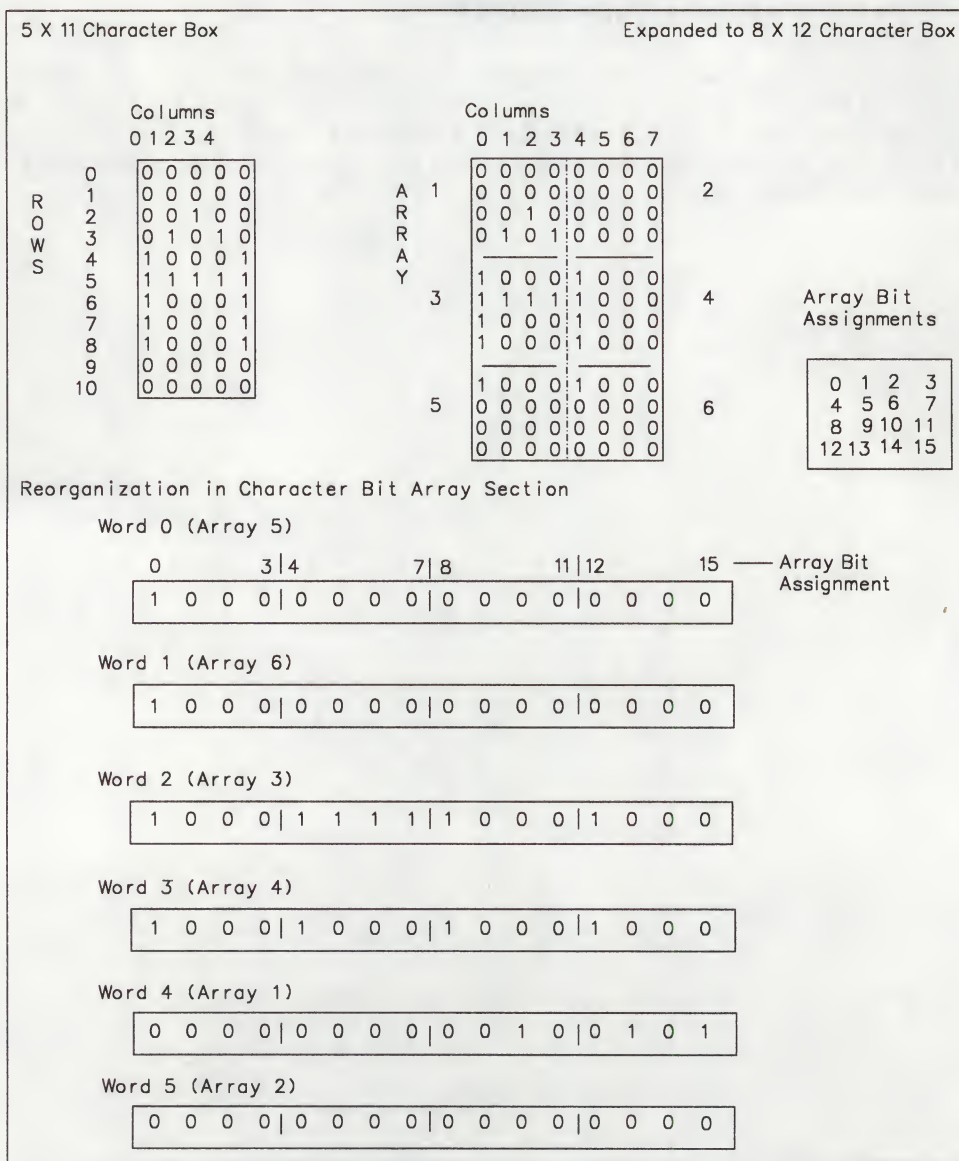 5 X 11 Character Box
Expanded to 8 X 12 Character Box
Columns
0 1 2 3 4
ROWS
0 0 0 0 0 0
1 0 0 0 0 0
2 0 0 1 0 0
3 0 1 0 1 0
4 1 0 0 0 1
5 1 1 1 1 1
6 1 0 0 0 1
7 1 0 0 0 1
8 1 0 0 0 1
9 0 0 0 0 0
10 0 0 0 0 0
Columns
0 1 2 3 4 5 6 7
ARRAY
0 0 0 0 0 0 0 0
1 0 0 0 0 0 0 0 0 2
0 0 1 0 0 0 0 0
0 1 0 1 0 0 0 0
1 0 0 0 1 0 0 0
3 1 1 1 1 1 0 0 0 4
1 0 0 0 1 0 0 0
1 0 0 0 1 0 0 0
1 0 0 0 1 0 0 0
5 0 0 0 0 0 0 0 0 6
0 0 0 0 0 0 0 0
0 0 0 0 0 0 0 0
Array Bit
Assignments
0 1 2 3
4 5 6 7
8 9 10 11
12 13 14 15
Reorganization in Character Bit Array Section
Word 0 (Array 5)
0 3 | 4 7 | 8 11 | 12 15
Array Bit
Assignment
1 0 0 0 | 0 0 0 0 | 0 0 0 0 | 0 0 0 0
Word 1 (Array 6)
1 0 0 0 | 0 0 0 0 | 0 0 0 0 | 0 0 0 0
Word 2 (Array 3)
1 0 0 0 | 1 1 1 1 | 1 0 0 0 | 1 0 0 0
Word 3 (Array 4)
1 0 0 0 | 1 0 0 0 | 1 0 0 0 | 1 0 0 0
Word 4 (Array 1)
0 0 0 0 | 0 0 0 0 | 0 0 1 0 | 0 1 0 1
Word 5 (Array 2)
0 0 0 0 | 0 0 0 0 | 0 0 0 0 | 0 0 0 0